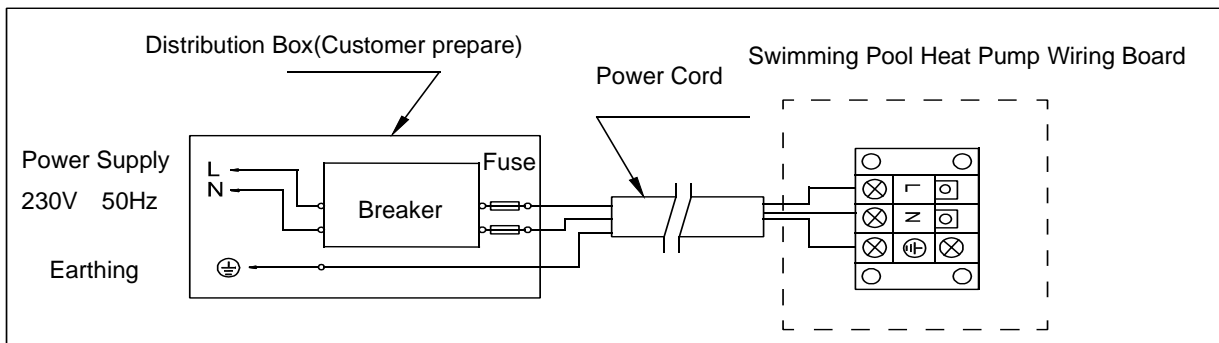 Distribution Box(Customer prepare)
Power Cord
Swimming Pool Heat Pump Wiring Board
Power Supply
230V 50Hz
L
N
Fuse
Breaker
Earthing
L
N